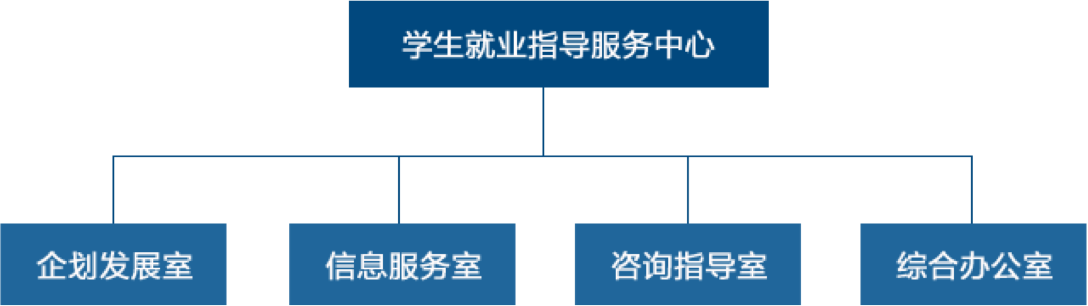 学生就业指导服务中心
企划发展室
信息服务室
咨询指导室
综合办公室